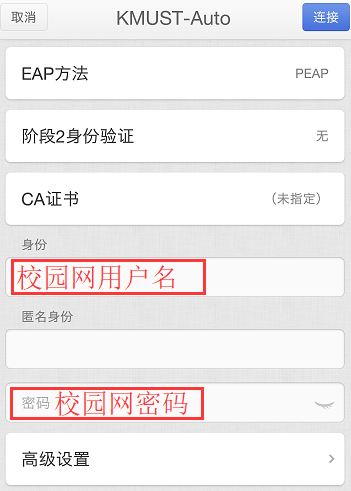 取消 KMUST-Auto 连接
EAP方法 PEAP
阶段2身份验证 无
CA证书 （未指定）
身份
校园网用户名
匿名身份
密码 校园网密码
高级设置